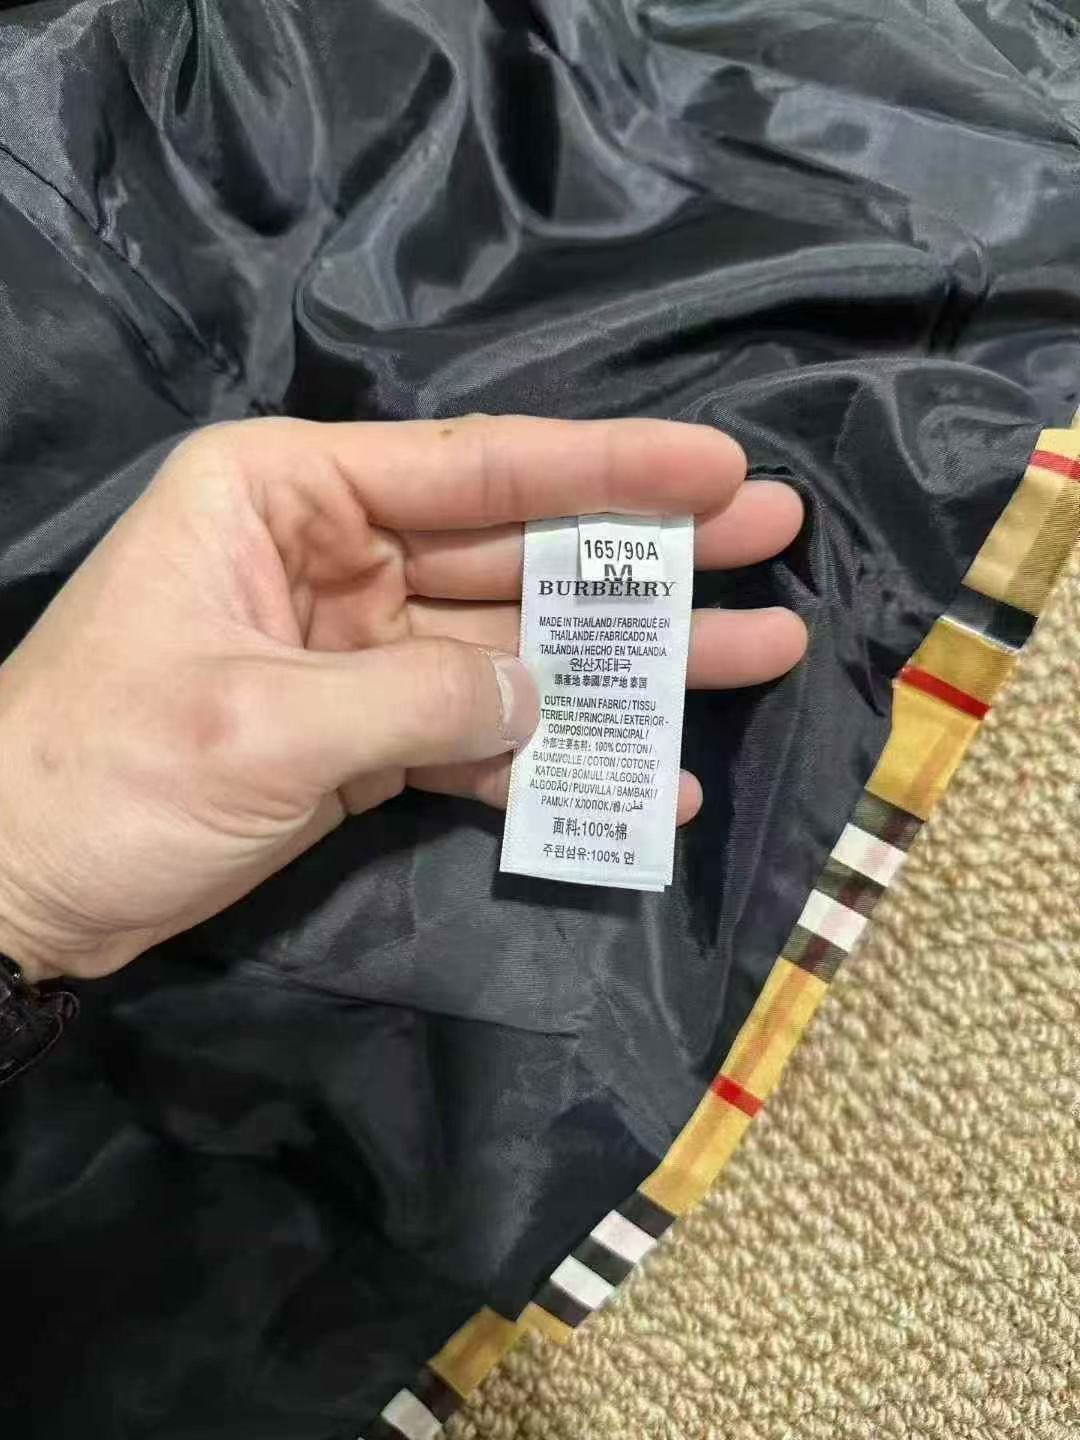 165/90A
M
BURBERRY
MADE IN THAILAND / FABRIQUÉ EN
THAÏLANDE / FABRICADO NA
TAILÂNDIA / HECHO EN TAILANDIA
원산지:태국
原產地 泰國/原产地 泰国
OUTER / MAIN FABRIC / TISSU
TERIEUR / PRINCIPAL / EXTERIOR -
COMPOSICION PRINCIPAL /
外部/主要布料: 100% COTTON /
BAUMWOLLE / COTON / COTONE /
KATOEN / BOMULL / ALGODÓN /
ALGODÃO / PUUVILLA / BAMBAKI /
PAMUK / ХЛОПОК / 棉 / قطن
面料:100%棉
주원섬유:100% 면